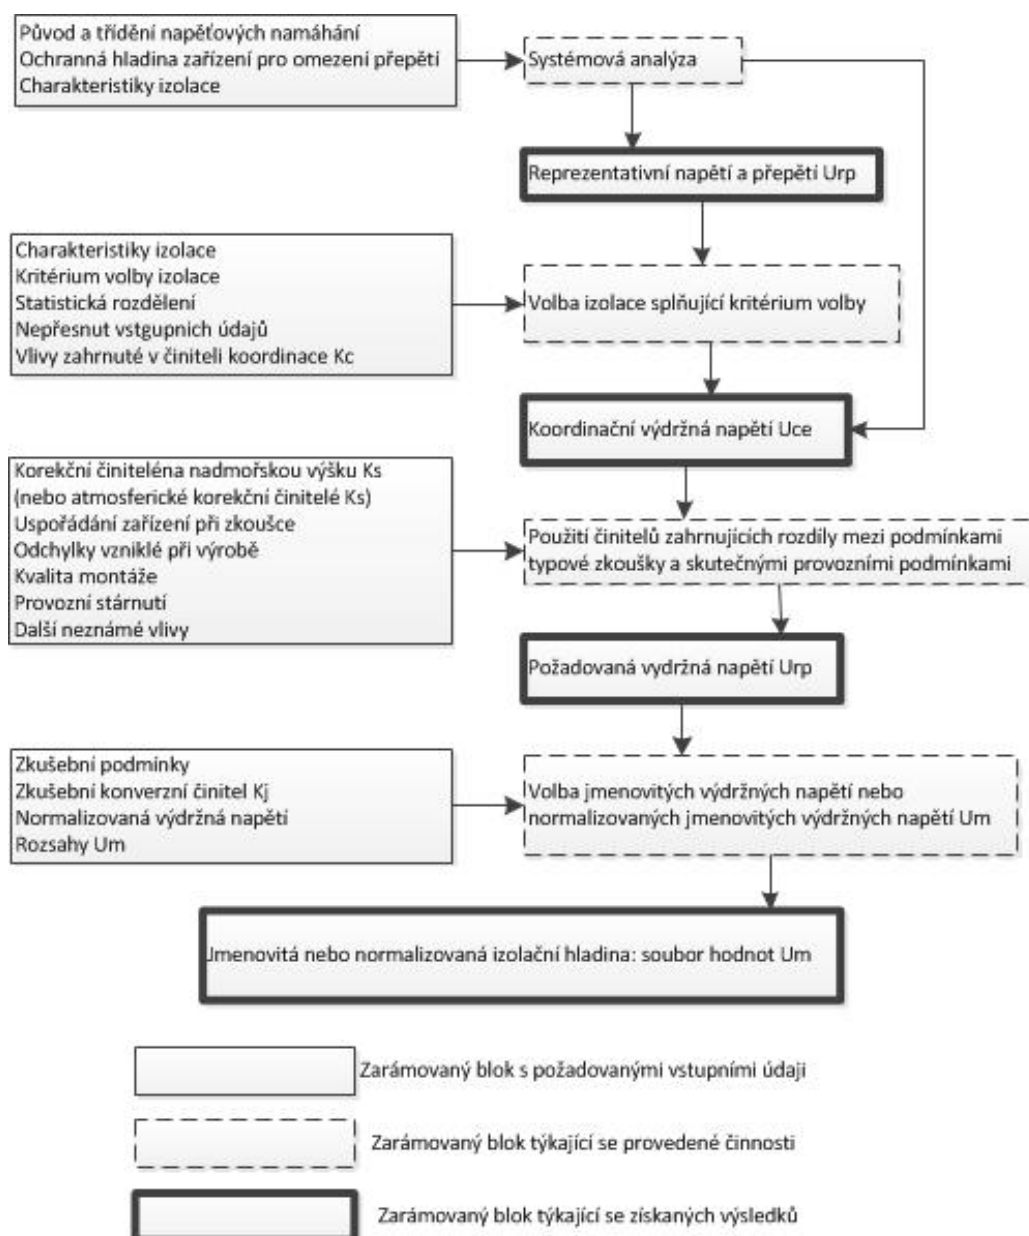 Původ a třídění napěťových namáhání
Ochranná hladina zařízení pro omezení přepětí
Charakteristiky izolace
Systémová analýza
Reprezentativní napětí a přepětí Urp
Charakteristiky izolace
Kritérium volby izolace
Statistická rozdělení
Nepřesnut vstgupních údajů
Vlivy zahrnuté v činiteli koordinace Kc
Volba izolace splňující kritérium volby
Koordinační výdržná napětí Uce
Korekční činiteléna nadmořskou výšku Ks
(nebo atmosferické korekční činitelé Ks)
Uspořádání zařízení při zkoušce
Odchylky vzniklé při výrobě
Kvalita montáže
Provozní stárnutí
Další neznámé vlivy
Použití činitelů zahrnujících rozdíly mezi podmínkami
typové zkoušky a skutečnými provozními podmínkami
Požadovaná vydržná napětí Urp
Zkušební podmínky
Zkušební konverzní činitel Kj
Normalizovaná výdržná napětí
Rozsahy Um
Volba jmenovitých výdržných napětí nebo
normalizovaných jmenovitých výdržných napětí Um
Jmenovitá nebo normalizovaná izolační hladina: soubor hodnot Um
Zarámovaný blok s požadovanými vstupními údaji
Zarámovaný blok týkající se provedené činnosti
Zarámovaný blok týkající se získaných výsledků